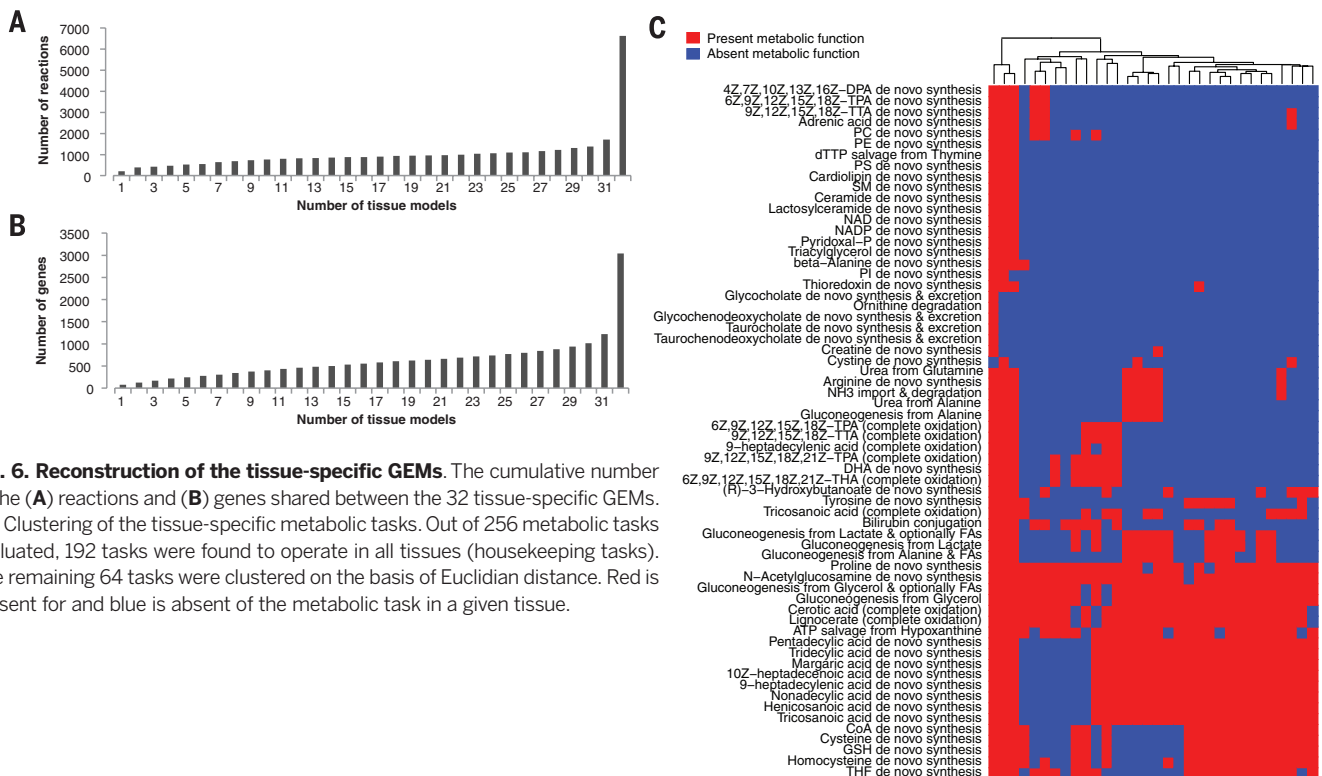 A
7000
6000
5000
4000
3000
2000
1000
0
Number of reactions
1 3 5 7 9 11 13 15 17 19 21 23 25 27 29 31
Number of tissue models
B
3500
3000
2500
2000
1500
1000
500
0
Number of genes
1 3 5 7 9 11 13 15 17 19 21 23 25 27 29 31
Number of tissue models
. 6. Reconstruction of the tissue-specific GEMs. The cumulative number
he (A) reactions and (B) genes shared between the 32 tissue-specific GEMs.
Clustering of the tissue-specific metabolic tasks. Out of 256 metabolic tasks
luated, 192 tasks were found to operate in all tissues (housekeeping tasks).
e remaining 64 tasks were clustered on the basis of Euclidian distance. Red is
sent for and blue is absent of the metabolic task in a given tissue.
C
Present metabolic function
Absent metabolic function
4Z,7Z,10Z,13Z,16Z−DPA de novo synthesis
6Z,9Z,12Z,15Z,18Z−TPA de novo synthesis
9Z,12Z,15Z,18Z−TTA de novo synthesis
Adrenic acid de novo synthesis
PC de novo synthesis
PE de novo synthesis
dTTP salvage from Thymine
PS de novo synthesis
Cardiolipin de novo synthesis
SM de novo synthesis
Ceramide de novo synthesis
Lactosylceramide de novo synthesis
NAD de novo synthesis
NADP de novo synthesis
Pyridoxal−P de novo synthesis
Triacylglycerol de novo synthesis
beta−Alanine de novo synthesis
PI de novo synthesis
Thioredoxin de novo synthesis
Glycocholate de novo synthesis & excretion
Ornithine degradation
Glycochenodeoxycholate de novo synthesis & excretion
Taurocholate de novo synthesis & excretion
Taurochenodeoxycholate de novo synthesis & excretion
Creatine de novo synthesis
Cystine de novo synthesis
Urea from Glutamine
Arginine de novo synthesis
NH3 import & degradation
Urea from Alanine
Gluconeogenesis from Alanine
6Z,9Z,12Z,15Z,18Z−TPA (complete oxidation)
9Z,12Z,15Z,18Z−TTA (complete oxidation)
9−heptadecylenic acid (complete oxidation)
9Z,12Z,15Z,18Z,21Z−TPA (complete oxidation)
DHA de novo synthesis
6Z,9Z,12Z,15Z,18Z,21Z−THA (complete oxidation)
(R)−3−Hydroxybutanoate de novo synthesis
Tyrosine de novo synthesis
Tricosanoic acid (complete oxidation)
Bilirubin conjugation
Gluconeogenesis from Lactate & optionally FAs
Gluconeogenesis from Lactate
Gluconeogenesis from Alanine & FAs
Proline de novo synthesis
N−Acetylglucosamine de novo synthesis
Gluconeogenesis from Glycerol & optionally FAs
Gluconeogenesis from Glycerol
Cerotic acid (complete oxidation)
Lignocerate (complete oxidation)
ATP salvage from Hypoxanthine
Pentadecylic acid de novo synthesis
Tridecylic acid de novo synthesis
Margaric acid de novo synthesis
10Z−heptadecenoic acid de novo synthesis
9−heptadecylenic acid de novo synthesis
Nonadecylic acid de novo synthesis
Henicosanoic acid de novo synthesis
Tricosanoic acid de novo synthesis
CoA de novo synthesis
Cysteine de novo synthesis
GSH de novo synthesis
Homocysteine de novo synthesis
THF de novo synthesis